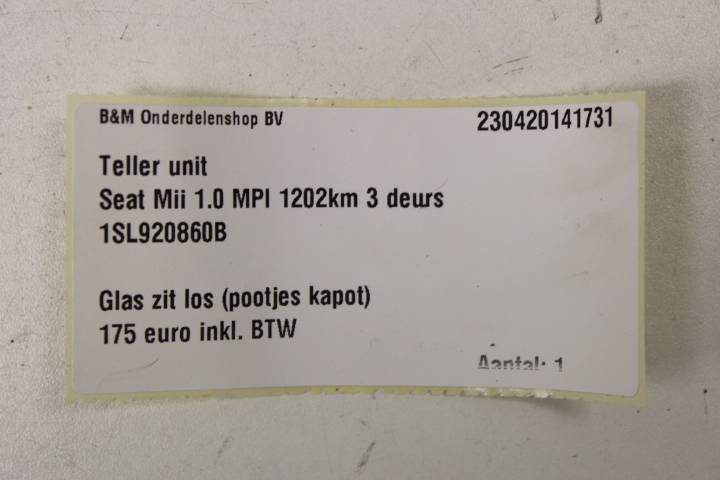 B&M Onderdelenshop BV
230420141731
Teller unit
Seat Mii 1.0 MPI 1202km 3 deurs
1SL920860B
Glas zit los (pootjes kapot)
175 euro inkl. BTW
Aantal: 1